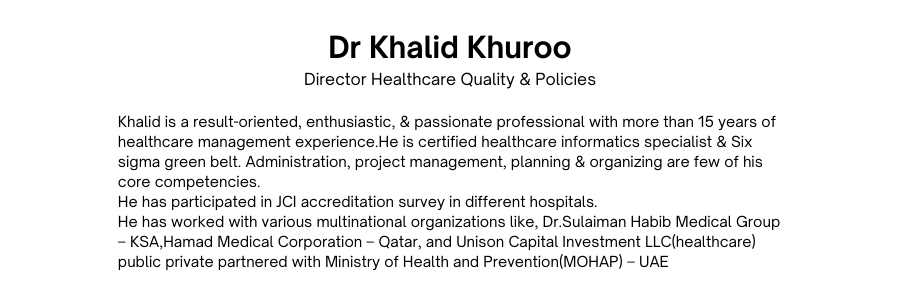 Dr Khalid Khuroo
Director Healthcare Quality & Policies
Khalid is a result-oriented, enthusiastic, & passionate professional with more than 15 years of
healthcare management experience.He is certified healthcare informatics specialist & Six
sigma green belt. Administration, project management, planning & organizing are few of his
core competencies.
He has participated in JCI accreditation survey in different hospitals.
He has worked with various multinational organizations like, Dr.Sulaiman Habib Medical Group
– KSA,Hamad Medical Corporation – Qatar, and Unison Capital Investment LLC(healthcare)
public private partnered with Ministry of Health and Prevention(MOHAP) – UAE